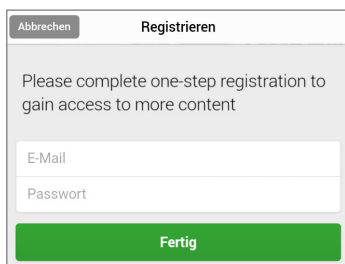 Abbrechen Registrieren
Please complete one-step registration to
gain access to more content
E-Mail
Passwort
Fertig